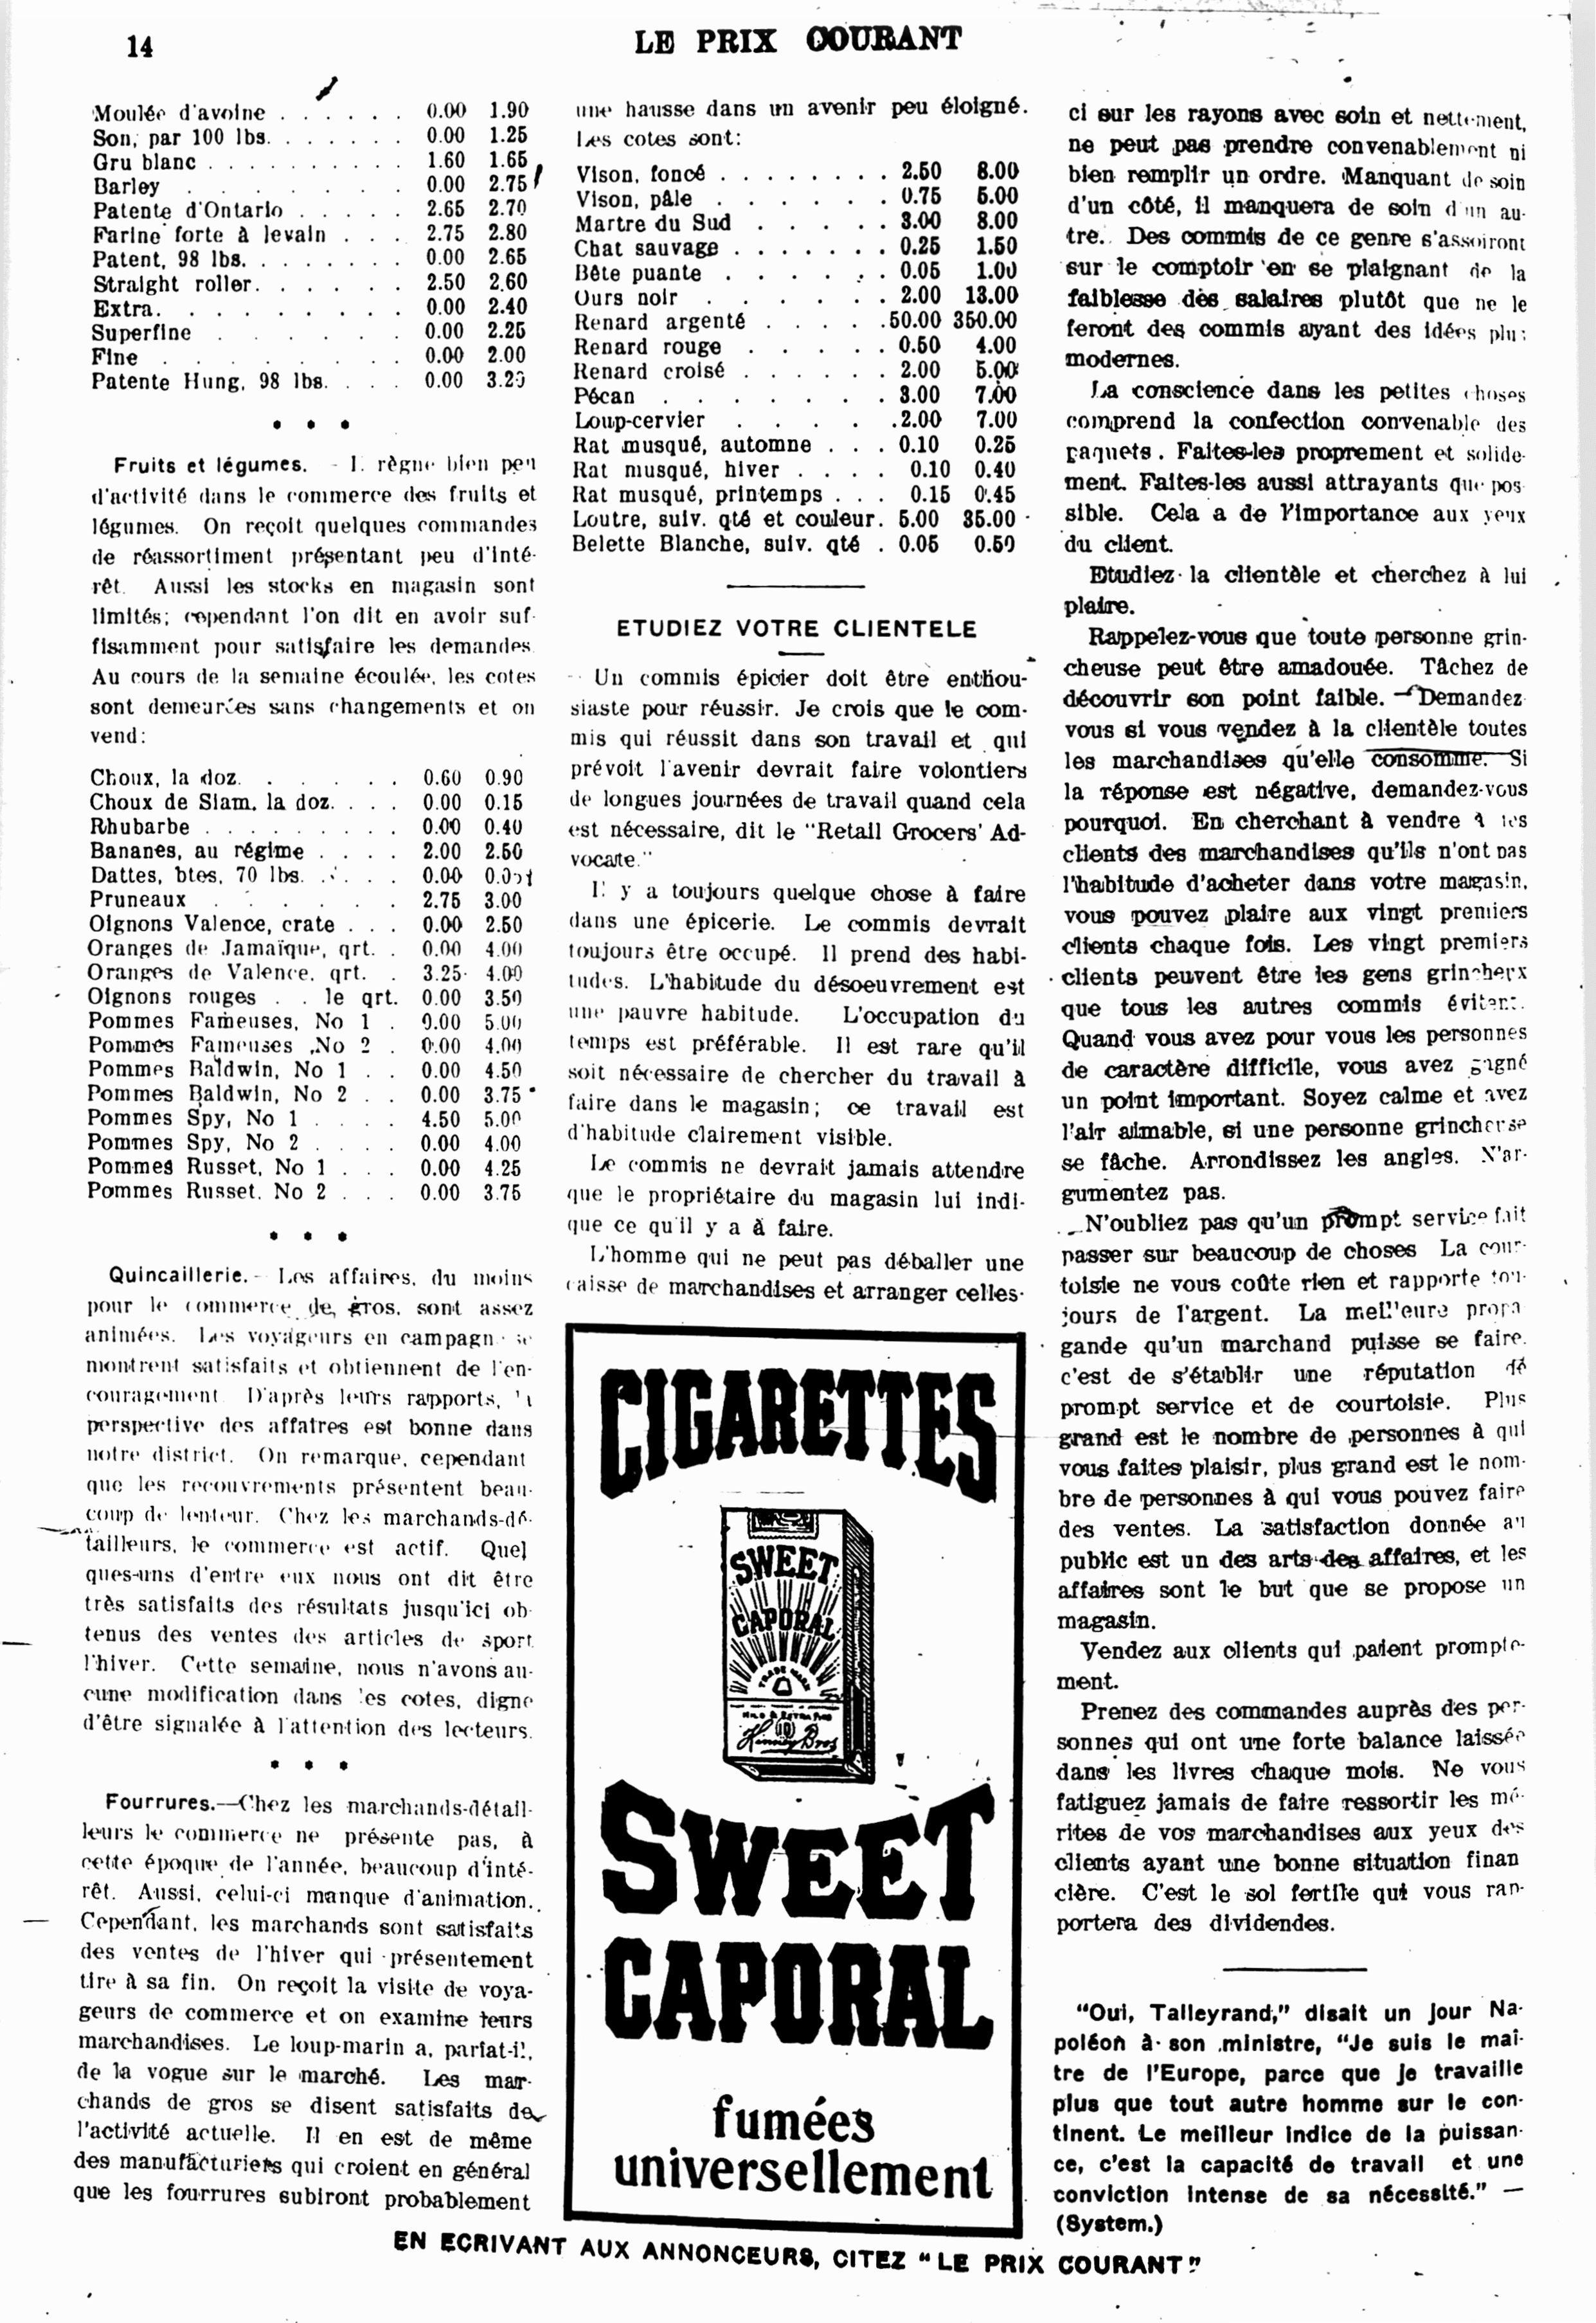 14
LE PRIX COURANT
Moulée d'avoine . . . . . . 0.00 1.90
Son, par 100 lbs. . . . . . . 0.00 1.25
Gru blanc . . . . . . . . . . 1.60 1.65
Barley . . . . . . . . 0.00 2.75
Patente d'Ontario . . . . . 2.65 2.70
Farine forte à levain . . . 2.75 2.80
Patent, 98 lbs. . . . . . . . 0.00 2.65
Straight roller. . . . . . 2.50 2.60
Extra. . . . . . . . . . 0.00 2.40
Superfine . . . . . . 0.00 2.25
Fine . . . . . . . . . 0.00 2.00
Patente Hung, 98 lbs. . . . 0.00
• • •
Fruits et légumes. - Il règne bien peu
d'activité dans le commerce des fruits et
légumes. On reçoit quelques commandes
de réassortiment présentant peu d'inté-
rêt. Aussi les stocks en magasin sont
limités; cependant l'on dit en avoir suf-
fisamment pour satisfaire les demandes.
Au cours de la semaine écoulée, les cotes
sont demeurées sans changements et on
vend:
Choux, la doz. . . . . . 0.60 0.90
Choux de Siam, la doz. . . . 0.00 0.15
Rhubarbe . . . . . . . . . 0.00 0.40
Bananes, au régime . . . . 2.00 2.50
Dattes, btes, 70 lbs. . . . . 0.00
Pruneaux . . . . . . 2.75 3.00
Oignons Valence, crate . . . 0.00 2.50
Oranges de Jamaïque, qrt. . 0.00 4.00
Oranges de Valence, qrt. . 3.25 4.00
Oignons rouges . . le qrt. 0.00 3.50
Pommes Fameuses, No 1 . 0.00 5.00
Pommes Fameuses No 2 . 0.00 4.00
Pommes Baldwin, No 1 . . 0.00 4.50
Pommes Baldwin, No 2 . . 0.00 3.75
Pommes Spy, No 1 . . . . 4.50 5.00
Pommes Spy, No 2 . . . . 0.00 4.00
Pommes Russet, No 1 . . . 0.00 4.25
Pommes Russet, No 2 . . . 0.00 3.75
• • •
Quincaillerie.- Les affaires, du moins
pour le commerce de gros, sont assez
animées. Les voyageurs en campagne se
montrent satisfaits et obtiennent de l'en-
couragement. D'après leurs rapports, la
perspective des affaires est bonne dans
notre district. On remarque, cependant
que les recouvrements présentent beau-
coup de lenteur. Chez les marchands-dé-
tailleurs, le commerce est actif. Quel
ques-uns d'entre eux nous ont dit être
très satisfaits des résultats jusqu'ici ob-
tenus des ventes des articles de sport
l'hiver. Cette semaine, nous n'avons au-
cune modification dans les cotes, digne
d'être signalée à l'attention des lecteurs.
• • •
Fourrures.—Chez les marchands-détail-
leurs le commerce ne présente pas, à
cette époque de l'année, beaucoup d'inté-
rêt. Aussi, celui-ci manque d'animation.
Cependant, les marchands sont satisfaits
des ventes de l'hiver qui présentement
tire à sa fin. On reçoit la visite de voya-
geurs de commerce et on examine leurs
marchandises. Le loup-marin a, parlat-il,
de la vogue sur le marché. Les mar-
chands de gros se disent satisfaits de
l'activité actuelle. Il en est de même
des manufacturiers qui croient en général
que les fourrures subiront probablement
une hausse dans un avenir peu éloigné.
Les cotes sont:
Vison, foncé . . . . . . . . 2.50 8.00
Vison, pâle . . . . . . . 0.75 5.00
Martre du Sud . . . . . 3.00 8.00
Chat sauvage . . . . . . . 0.25 1.50
Bête puante . . . . . . . 0.05 1.00
Ours noir . . . . . . . 2.00 13.00
Renard argenté . . . . .50.00 350.00
Renard rouge . . . . . 0.50 4.00
Renard croisé . . . . . . 2.00 5.00
Pécan . . . . . . . . 3.00 7.00
Loup-cervier . . . . .2.00 7.00
Rat musqué, automne . . . 0.10 0.25
Rat musqué, hiver . . . . 0.10 0.40
Rat musqué, printemps . . . 0.15 0.45
Loutre, suiv. qté et couleur. 5.00 35.00
Belette Blanche, suiv. qté . 0.05 0.50
ETUDIEZ VOTRE CLIENTELE
Un commis épicier doit être enthou-
siaste pour réussir. Je crois que le com-
mis qui réussit dans son travail et qui
prévoit l'avenir devrait faire volontiers
de longues journées de travail quand cela
est nécessaire, dit le "Retail Grocers' Ad-
vocate."
Il y a toujours quelque chose à faire
dans une épicerie. Le commis devrait
toujours être occupé. Il prend des habi-
tudes. L'habitude du désoeuvrement est
une pauvre habitude. L'occupation du
temps est préférable. Il est rare qu'il
soit nécessaire de chercher du travail à
faire dans le magasin; ce travail est
d'habitude clairement visible.
Le commis ne devrait jamais attendre
que le propriétaire du magasin lui indi-
que ce qu'il y a à faire.
L'homme qui ne peut pas déballer une
caisse de marchandises et arranger celles-
CIGARETTES
SWEET
CAPORAL
TRADE MARK
MILD & EXTRA FINE
10
Kinney Bros
SWEET
CAPORAL
fumées
universellement
ci sur les rayons avec soin et nettement,
ne peut pas prendre convenablement ni
bien remplir un ordre. Manquant de soin
d'un côté, il manquera de soin d'un au-
tre. Des commis de ce genre s'assoiront
sur le comptoir en se plaignant de la
faiblesse des salaires plutôt que ne le
feront des commis ayant des idées plus
modernes.
La conscience dans les petites choses
comprend la confection convenable des
paquets. Faites-les proprement et solide-
ment. Faites-les aussi attrayants que pos-
sible. Cela a de l'importance aux yeux
du client.
Etudiez la clientèle et cherchez à lui
plaire.
Rappelez-vous que toute personne grin-
cheuse peut être amadouée. Tâchez de
découvrir son point faible. — Demandez-
vous si vous vendez à la clientèle toutes
les marchandises qu'elle consomme. Si
la réponse est négative, demandez-vous
pourquoi. En cherchant à vendre à tes
clients des marchandises qu'ils n'ont pas
l'habitude d'acheter dans votre magasin,
vous pouvez plaire aux vingt premiers
clients chaque fois. Les vingt premiers
clients peuvent être les gens grincheux
que tous les autres commis évitent.
Quand vous avez pour vous les personnes
de caractère difficile, vous avez gagné
un point important. Soyez calme et ayez
l'air aimable, si une personne grincheuse
se fâche. Arrondissez les angles. N'ar-
gumentez pas.
N'oubliez pas qu'un prompt service fait
passer sur beaucoup de choses La cour-
toisie ne vous coûte rien et rapporte tou-
jours de l'argent. La meilleure propa-
gande qu'un marchand puisse se faire,
c'est de s'établir une réputation de
prompt service et de courtoisie. Plus
grand est le nombre de personnes à qui
vous faites plaisir, plus grand est le nom-
bre de personnes à qui vous pouvez faire
des ventes. La satisfaction donnée au
public est un des arts des affaires, et les
affaires sont le but que se propose un
magasin.
Vendez aux clients qui paient prompte-
ment.
Prenez des commandes auprès des per-
sonnes qui ont une forte balance laissée
dans les livres chaque mois. Ne vous
fatiguez jamais de faire ressortir les mé-
rites de vos marchandises aux yeux des
clients ayant une bonne situation finan
cière. C'est le sol fertile qui vous rap-
portera des dividendes.
"Oui, Talleyrand," disait un jour Na-
poléon à son ministre, "Je suis le maî-
tre de l'Europe, parce que je travaille
plus que tout autre homme sur le con-
tinent. Le meilleur indice de la puissan-
ce, c'est la capacité de travail et une
conviction intense de sa nécessité." —
(System.)
EN ECRIVANT AUX ANNONCEURS, CITEZ "LE PRIX COURANT"